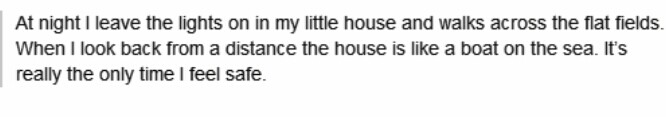 At night I leave the lights on in my little house and walks across the flat fields.
When I look back from a distance the house is like a boat on the sea. It's
really the only time I feel safe.